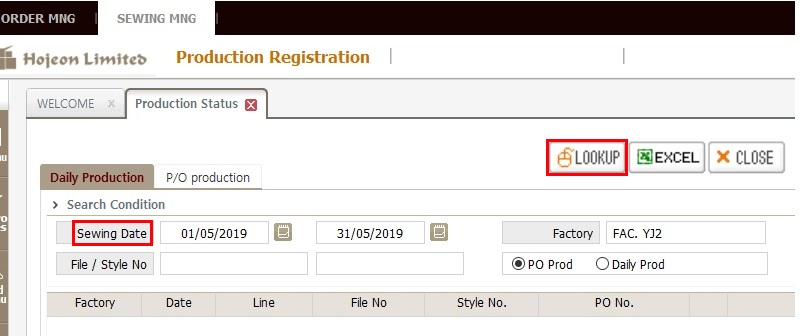 ORDER MNG SEWING MNG
Hojeon Limited Production Registration
WELCOME x Production Status
LOOKUP EXCEL CLOSE
Daily Production P/O production
> Search Condition
Sewing Date 01/05/2019 31/05/2019 Factory FAC. YJ2
File / Style No PO Prod Daily Prod
Factory Date Line File No Style No. PO No.